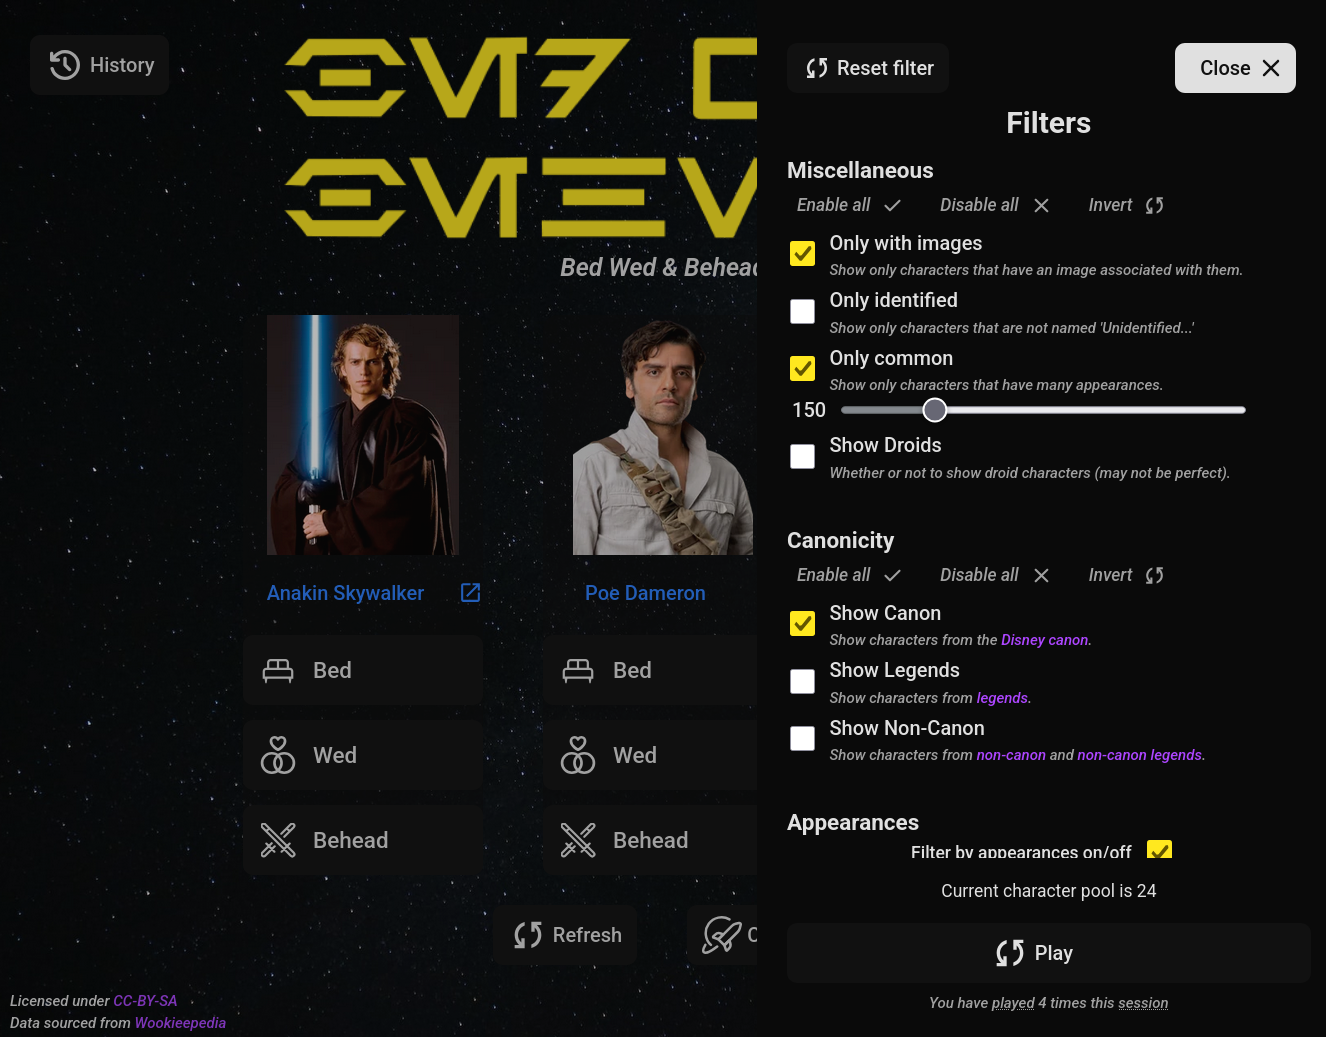 History
Reset filter
Close
Filters
Miscellaneous
Enable all
Disable all
Invert
Only with images
Show only characters that have an image associated with them.
Only identified
Show only characters that are not named 'Unidentified...'
Only common
Show only characters that have many appearances.
150
Show Droids
Whether or not to show droid characters (may not be perfect).
Canonicity
Enable all
Disable all
Invert
Show Canon
Show characters from the Disney canon.
Show Legends
Show characters from legends.
Show Non-Canon
Show characters from non-canon and non-canon legends.
Appearances
Filter by appearances on/off
Current character pool is 24
Play
You have played 4 times this session
Bed Wed & Behead
Anakin Skywalker
Poe Dameron
Bed
Bed
Wed
Wed
Behead
Behead
Refresh
Licensed under CC-BY-SA
Data sourced from Wookieepedia